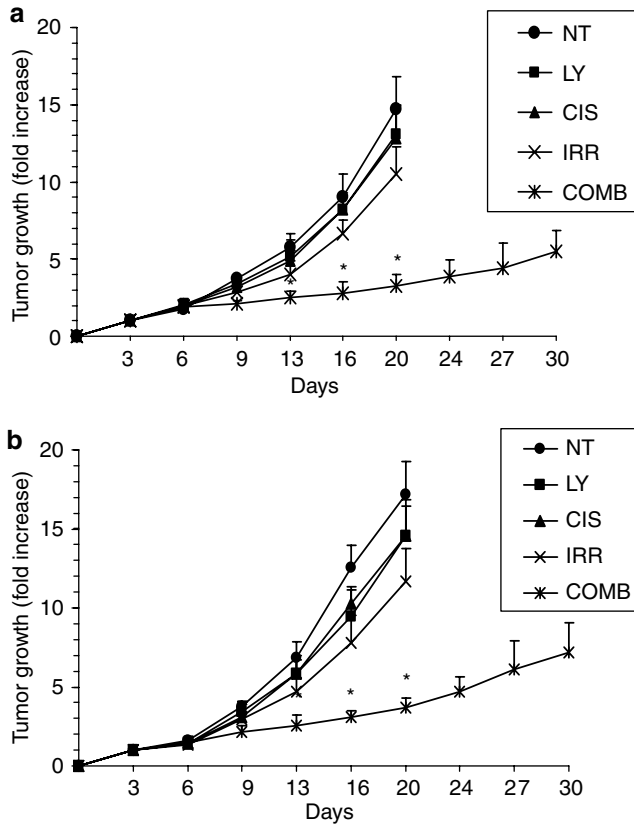 a
Tumor growth (fold increase)
20
15
10
5
0
* * *
3 6 9 13 16 20 24 27 30
Days
NT
LY
CIS
IRR
COMB
b
Tumor growth (fold increase)
20
15
10
5
0
* *
3 6 9 13 16 20 24 27 30
Days
NT
LY
CIS
IRR
COMB